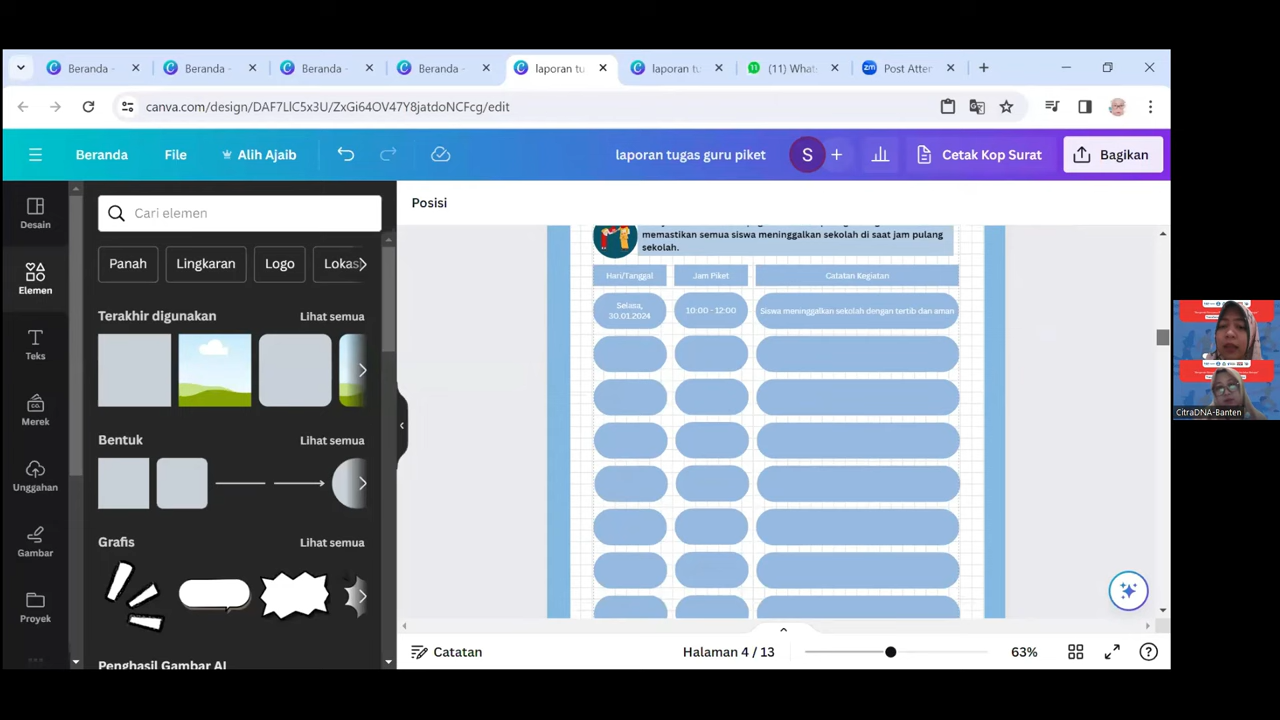 Beranda -
Beranda -
Beranda -
Beranda -
laporan tu
laporan tu
(11) What
Post Atter
canva.com/design/DAF7LlC5x3U/ZxGi64OV47Y8jatdoNCFcg/edit
Beranda
File
Alih Ajaib
laporan tugas guru piket
S
Cetak Kop Surat
Bagikan
Desain
Elemen
Teks
Merek
Unggahan
Gambar
Proyek
Cari elemen
Panah
Lingkaran
Logo
Lokas
Terakhir digunakan
Lihat semua
Bentuk
Lihat semua
Grafis
Lihat semua
Penghasil Gambar AI
Posisi
memastikan semua siswa meninggalkan sekolah di saat jam pulang
sekolah.
Hari/Tanggal
Jam Piket
Catatan Kegiatan
Selasa,
30.01.2024
10:00 - 12:00
Siswa meninggalkan sekolah dengan tertib dan aman
Catatan
Halaman 4 / 13
63%
CitraDNA-Banten